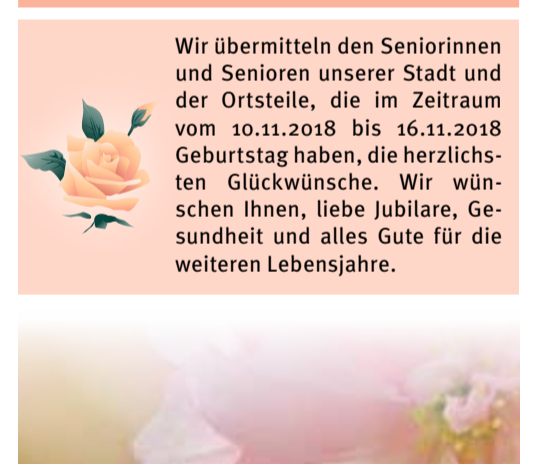 Wir übermitteln den Seniorinnen
und Senioren unserer Stadt und
der Ortsteile, die im Zeitraum
vom 10.11.2018 bis 16.11.2018
Geburtstag haben, die herzlichs-
ten Glückwünsche. Wir wün-
schen Ihnen, liebe Jubilare, Ge-
sundheit und alles Gute für die
weiteren Lebensjahre.